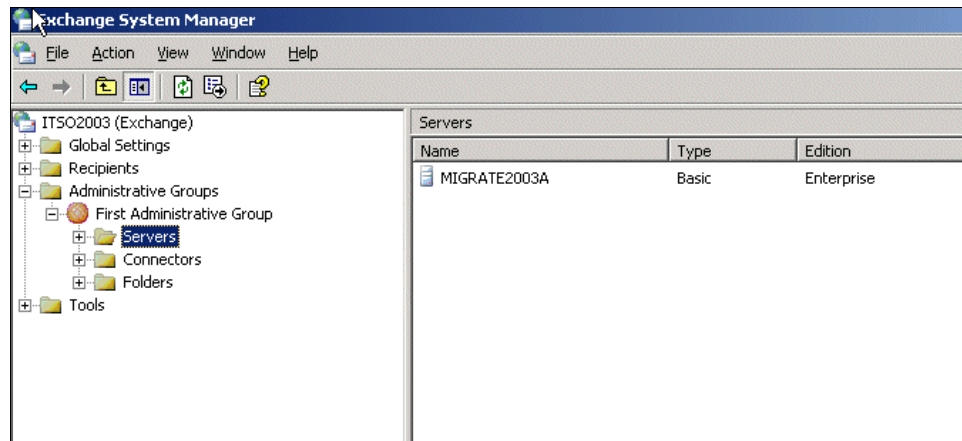 Exchange System Manager
File Action View Window Help
ITSO2003 (Exchange)
Global Settings
Recipients
Administrative Groups
First Administrative Group
Servers
Connectors
Folders
Tools
Servers
Name Type Edition
MIGRATE2003A Basic Enterprise